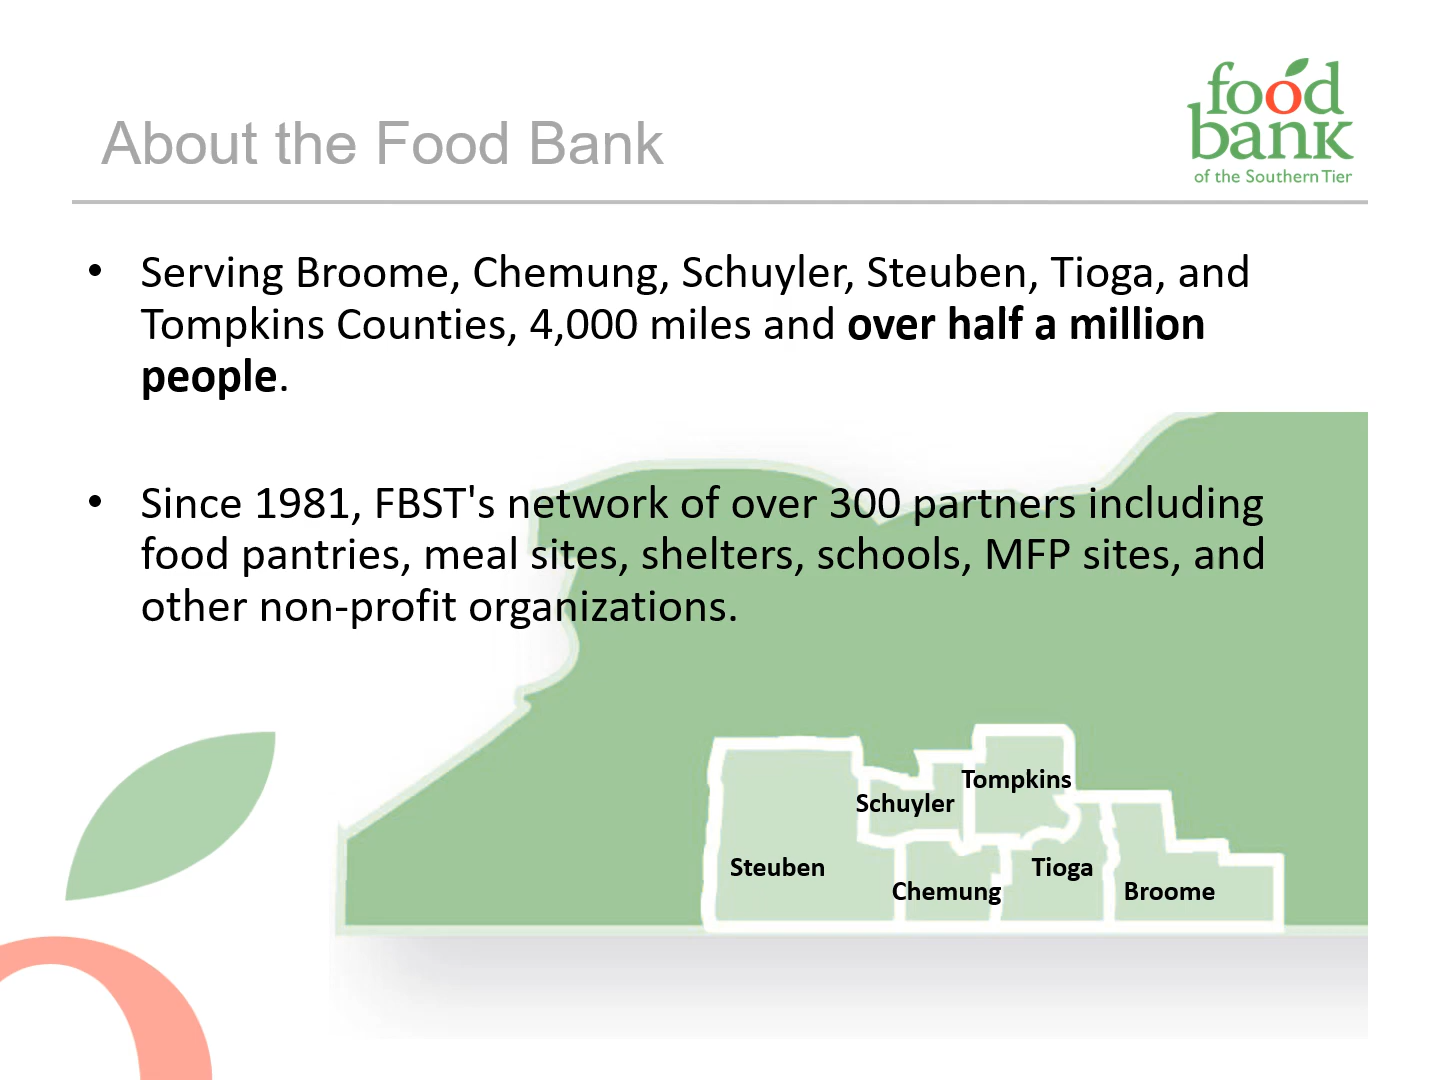 About the Food Bank
food
bank
of the Southern Tier
• Serving Broome, Chemung, Schuyler, Steuben, Tioga, and
Tompkins Counties, 4,000 miles and over half a million
people.
• Since 1981, FBST's network of over 300 partners including
food pantries, meal sites, shelters, schools, MFP sites, and
other non-profit organizations.
Tompkins
Schuyler
Steuben
Tioga
Chemung
Broome